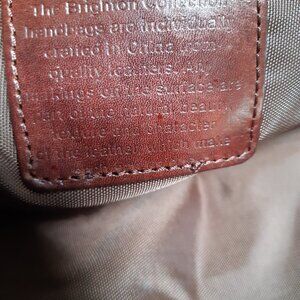 The Brighton Collection
handbags are individually
crafted in China from
quality leathers. All
markings on the surface are
part of the natural beauty
texture and character
of the leather which make